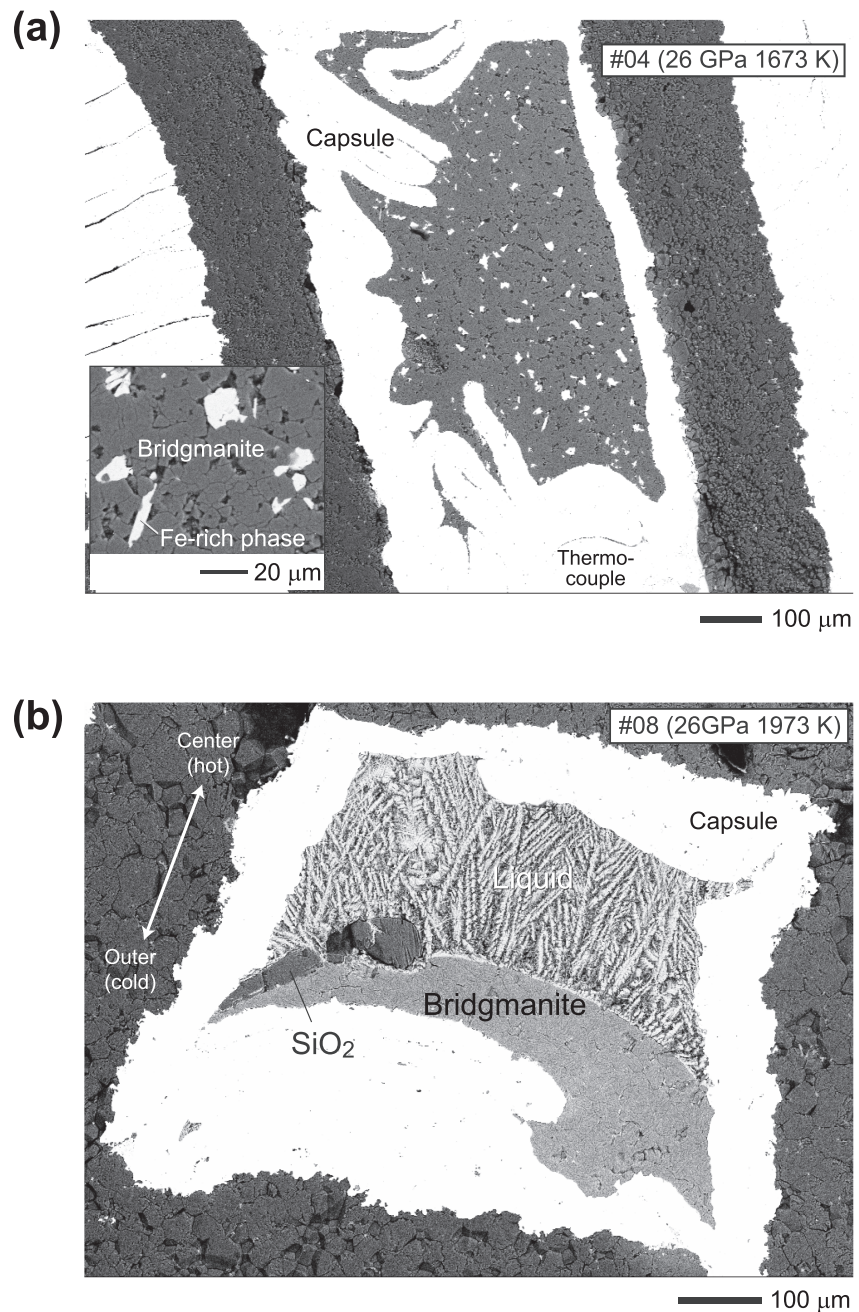 (a)
#04 (26 GPa 1673 K)
Capsule
Bridgmanite
Fe-rich phase
20 μm
Thermo-
couple
100 μm
(b)
#08 (26GPa 1973 K)
Center
(hot)
Capsule
Liquid
Outer
(cold)
Bridgmanite
SiO₂
100 μm